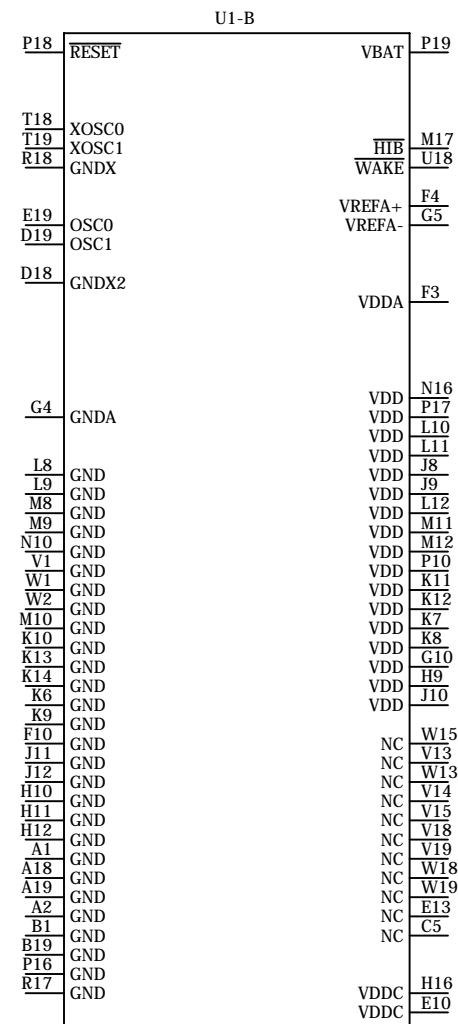 U1-B
P18 RESET VBAT P19
T18 XOSC0
T19 XOSC1 HIB M17
R18 GNDX WAKE U18
VREFA+ F4
E19 OSC0 VREFA- G5
D19 OSC1
D18 GNDX2
VDDA F3
VDD N16
G4 GNDA VDD P17
VDD L10
VDD L11
L8 GND VDD J8
L9 GND VDD J9
M8 GND VDD L12
M9 GND VDD M11
N10 GND VDD M12
V1 GND VDD P10
W1 GND VDD K11
W2 GND VDD K12
M10 GND VDD K7
K10 GND VDD K8
K13 GND VDD G10
K14 GND VDD H9
K6 GND VDD J10
K9 GND
F10 GND NC W15
J11 GND NC V13
J12 GND NC W13
H10 GND NC V14
H11 GND NC V15
H12 GND NC V18
A1 GND NC V19
A18 GND NC W18
A19 GND NC W19
A2 GND NC E13
B1 GND NC C5
B19 GND
P16 GND
R17 GND VDDC H16
VDDC E10